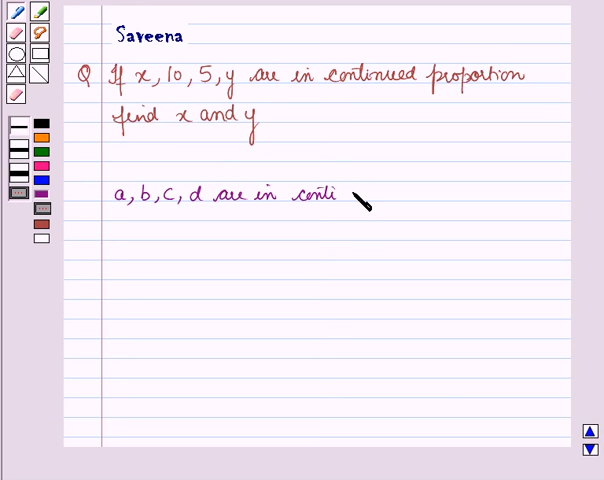 Saveena
Q If x, 10, 5, y are in continued proportion
find x and y
a, b, c, d are in conti